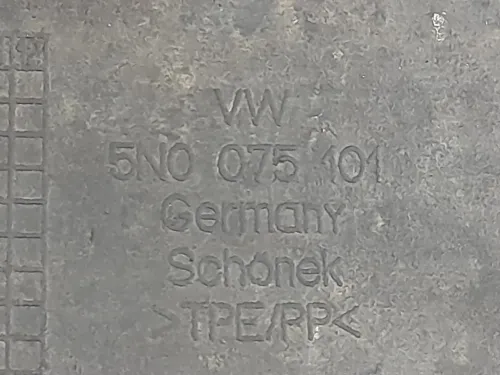 VW
5N0 075 101
Germany
Schönek
>TPE/PP<